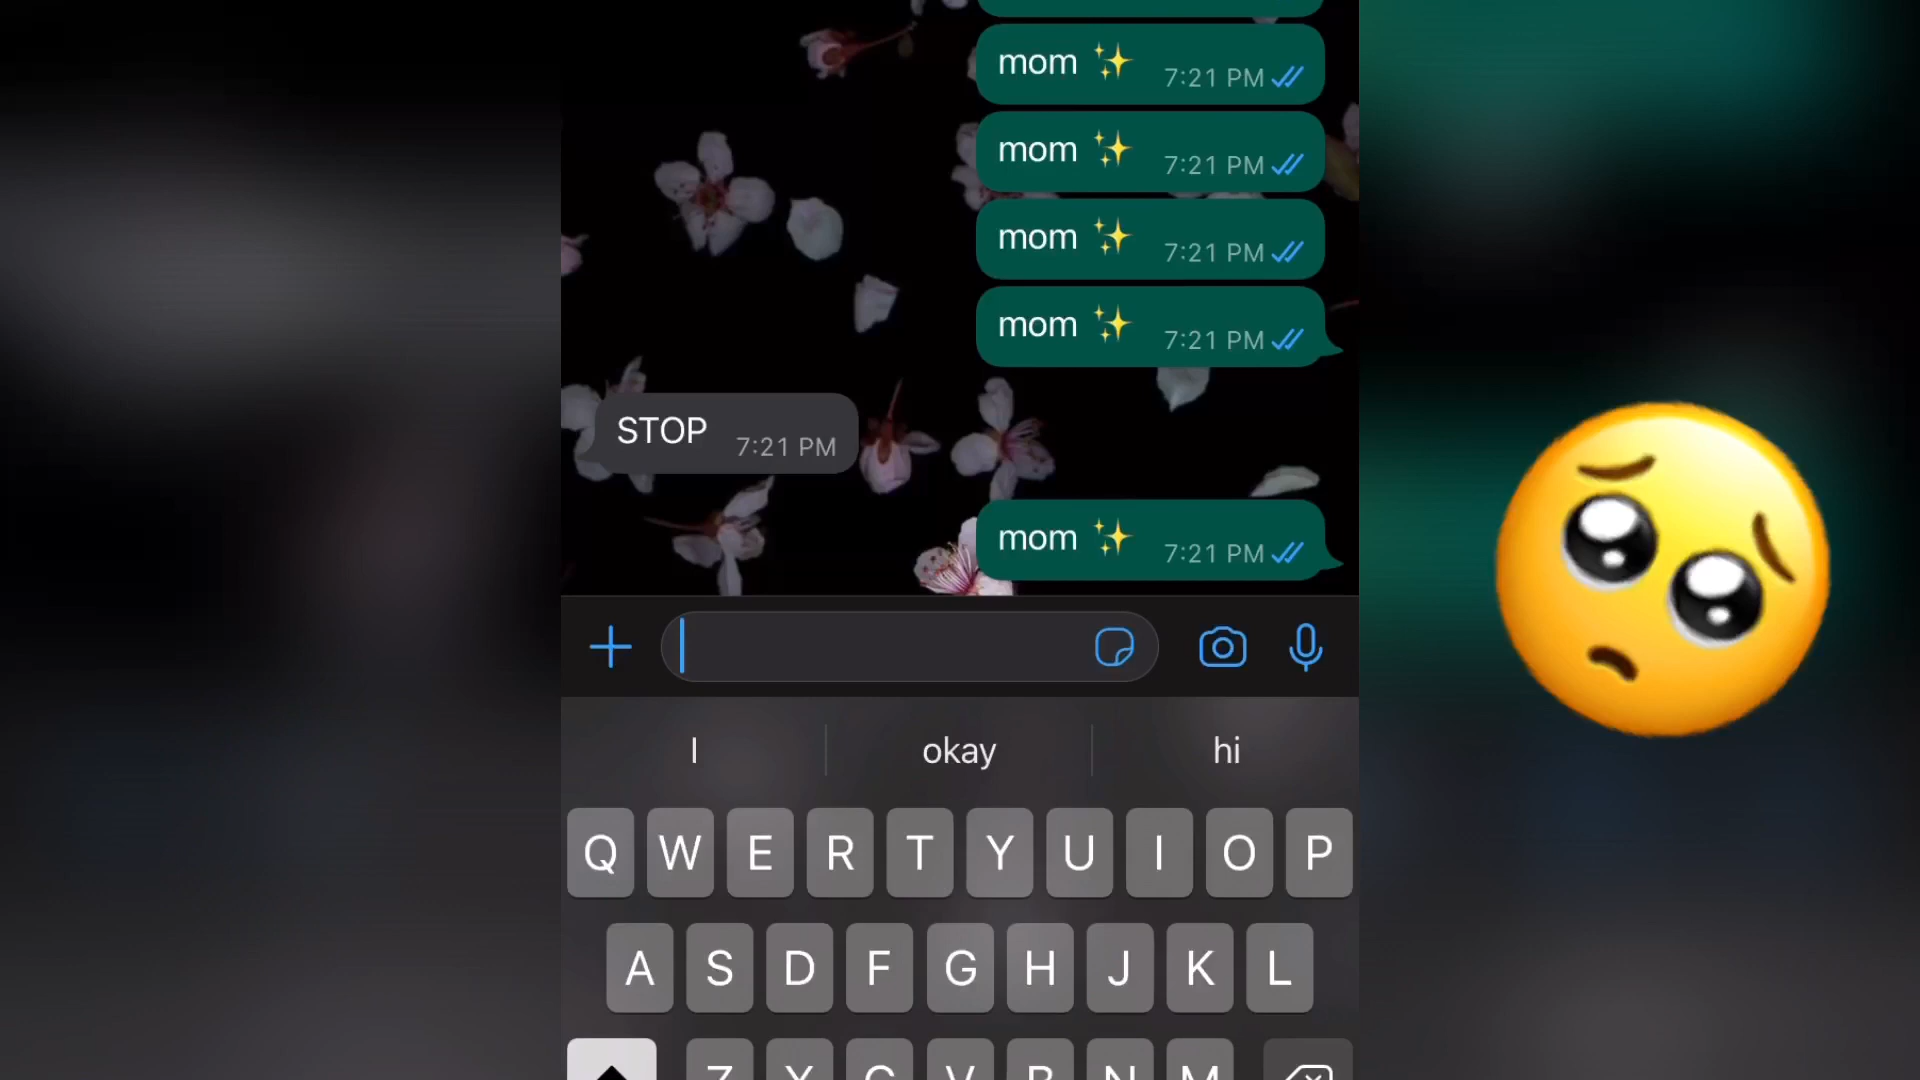 mom ✨ 7:21 PM
mom ✨ 7:21 PM
mom ✨ 7:21 PM
mom ✨ 7:21 PM
STOP 7:21 PM
mom ✨ 7:21 PM
I okay hi
Q W E R T Y U I O P
A S D F G H J K L
Z X C V B N M